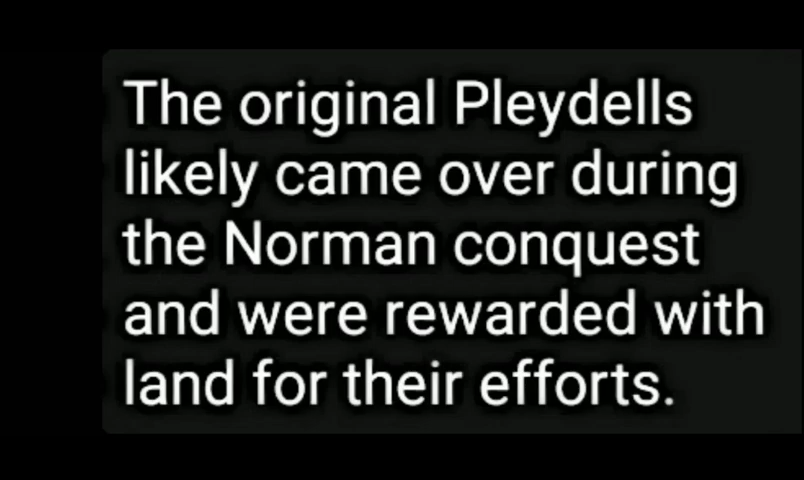 The original Pleydells
likely came over during
the Norman conquest
and were rewarded with
land for their efforts.